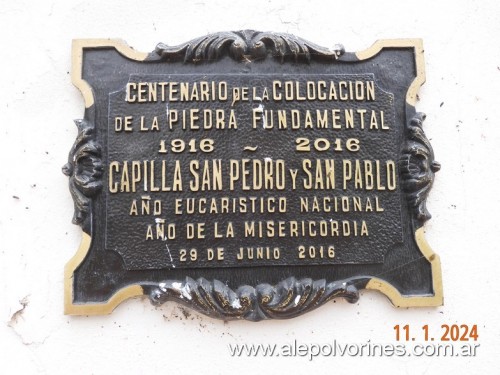 CENTENARIO DE LA COLOCACION
DE LA PIEDRA FUNDAMENTAL
1916 ~ 2016
CAPILLA SAN PEDRO Y SAN PABLO
AÑO EUCARISTICO NACIONAL
AÑO DE LA MISERICORDIA
29 DE JUNIO 2016
11. 1. 2024
www.alepolvorines.com.ar